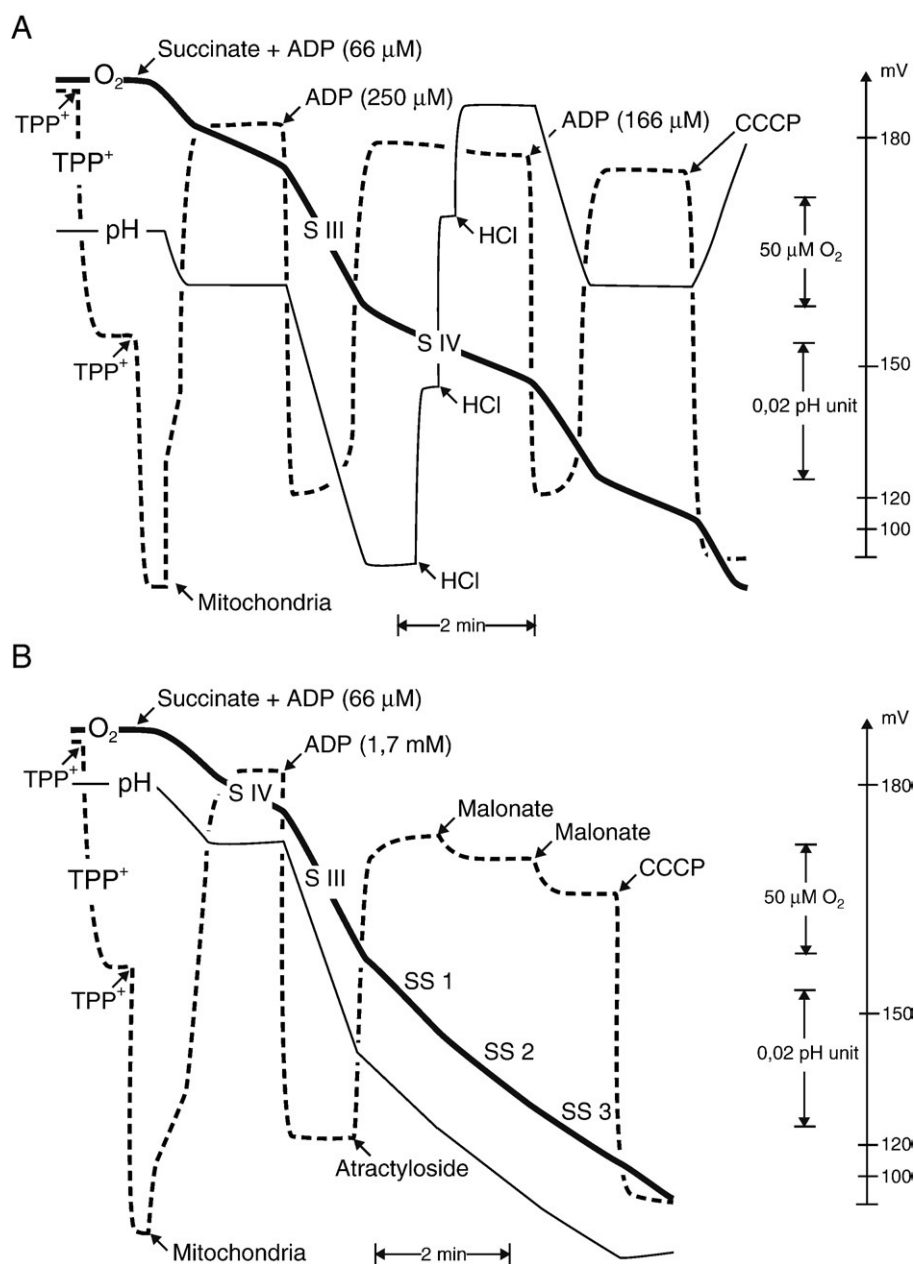 A
Succinate + ADP (66 μM)
O₂
mV
TPP⁺
ADP (250 μM)
ADP (166 μM)
CCCP
180
TPP⁺
pH
S III
HCl
50 μM O₂
TPP⁺
S IV
150
HCl
0,02 pH unit
120
100
HCl
Mitochondria
2 min
B
Succinate + ADP (66 μM)
O₂
mV
ADP (1,7 mM)
TPP⁺
pH
S IV
180
Malonate
Malonate
CCCP
TPP⁺
S III
50 μM O₂
TPP⁺
SS 1
150
SS 2
0,02 pH unit
SS 3
120
Atractyloside
100
Mitochondria
2 min